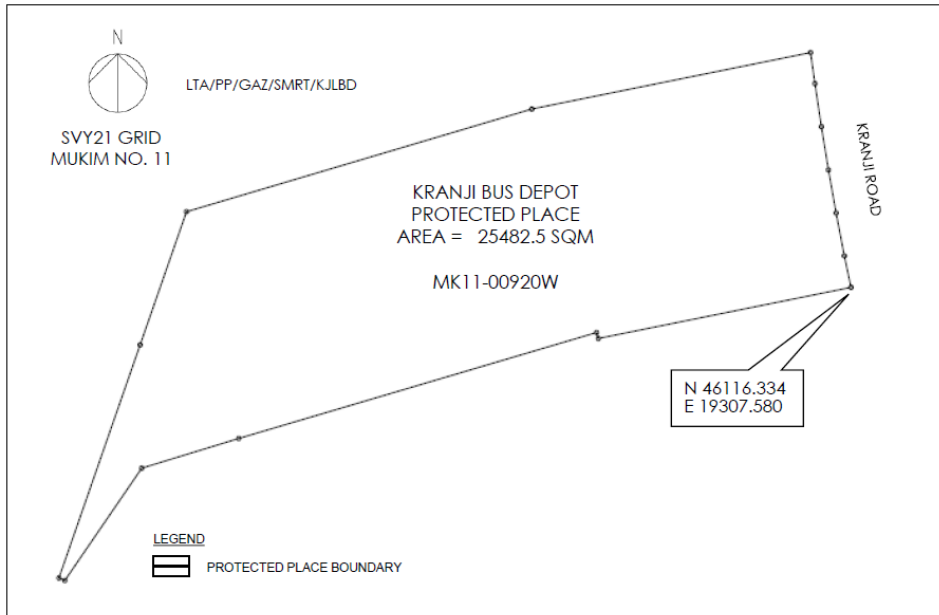 N
LTA/PP/GAZ/SMRT/KJLBD
SVY21 GRID
MUKIM NO. 11
KRANJI ROAD
KRANJI BUS DEPOT
PROTECTED PLACE
AREA = 25482.5 SQM
MK11-00920W
N 46116.334
E 19307.580
LEGEND
PROTECTED PLACE BOUNDARY